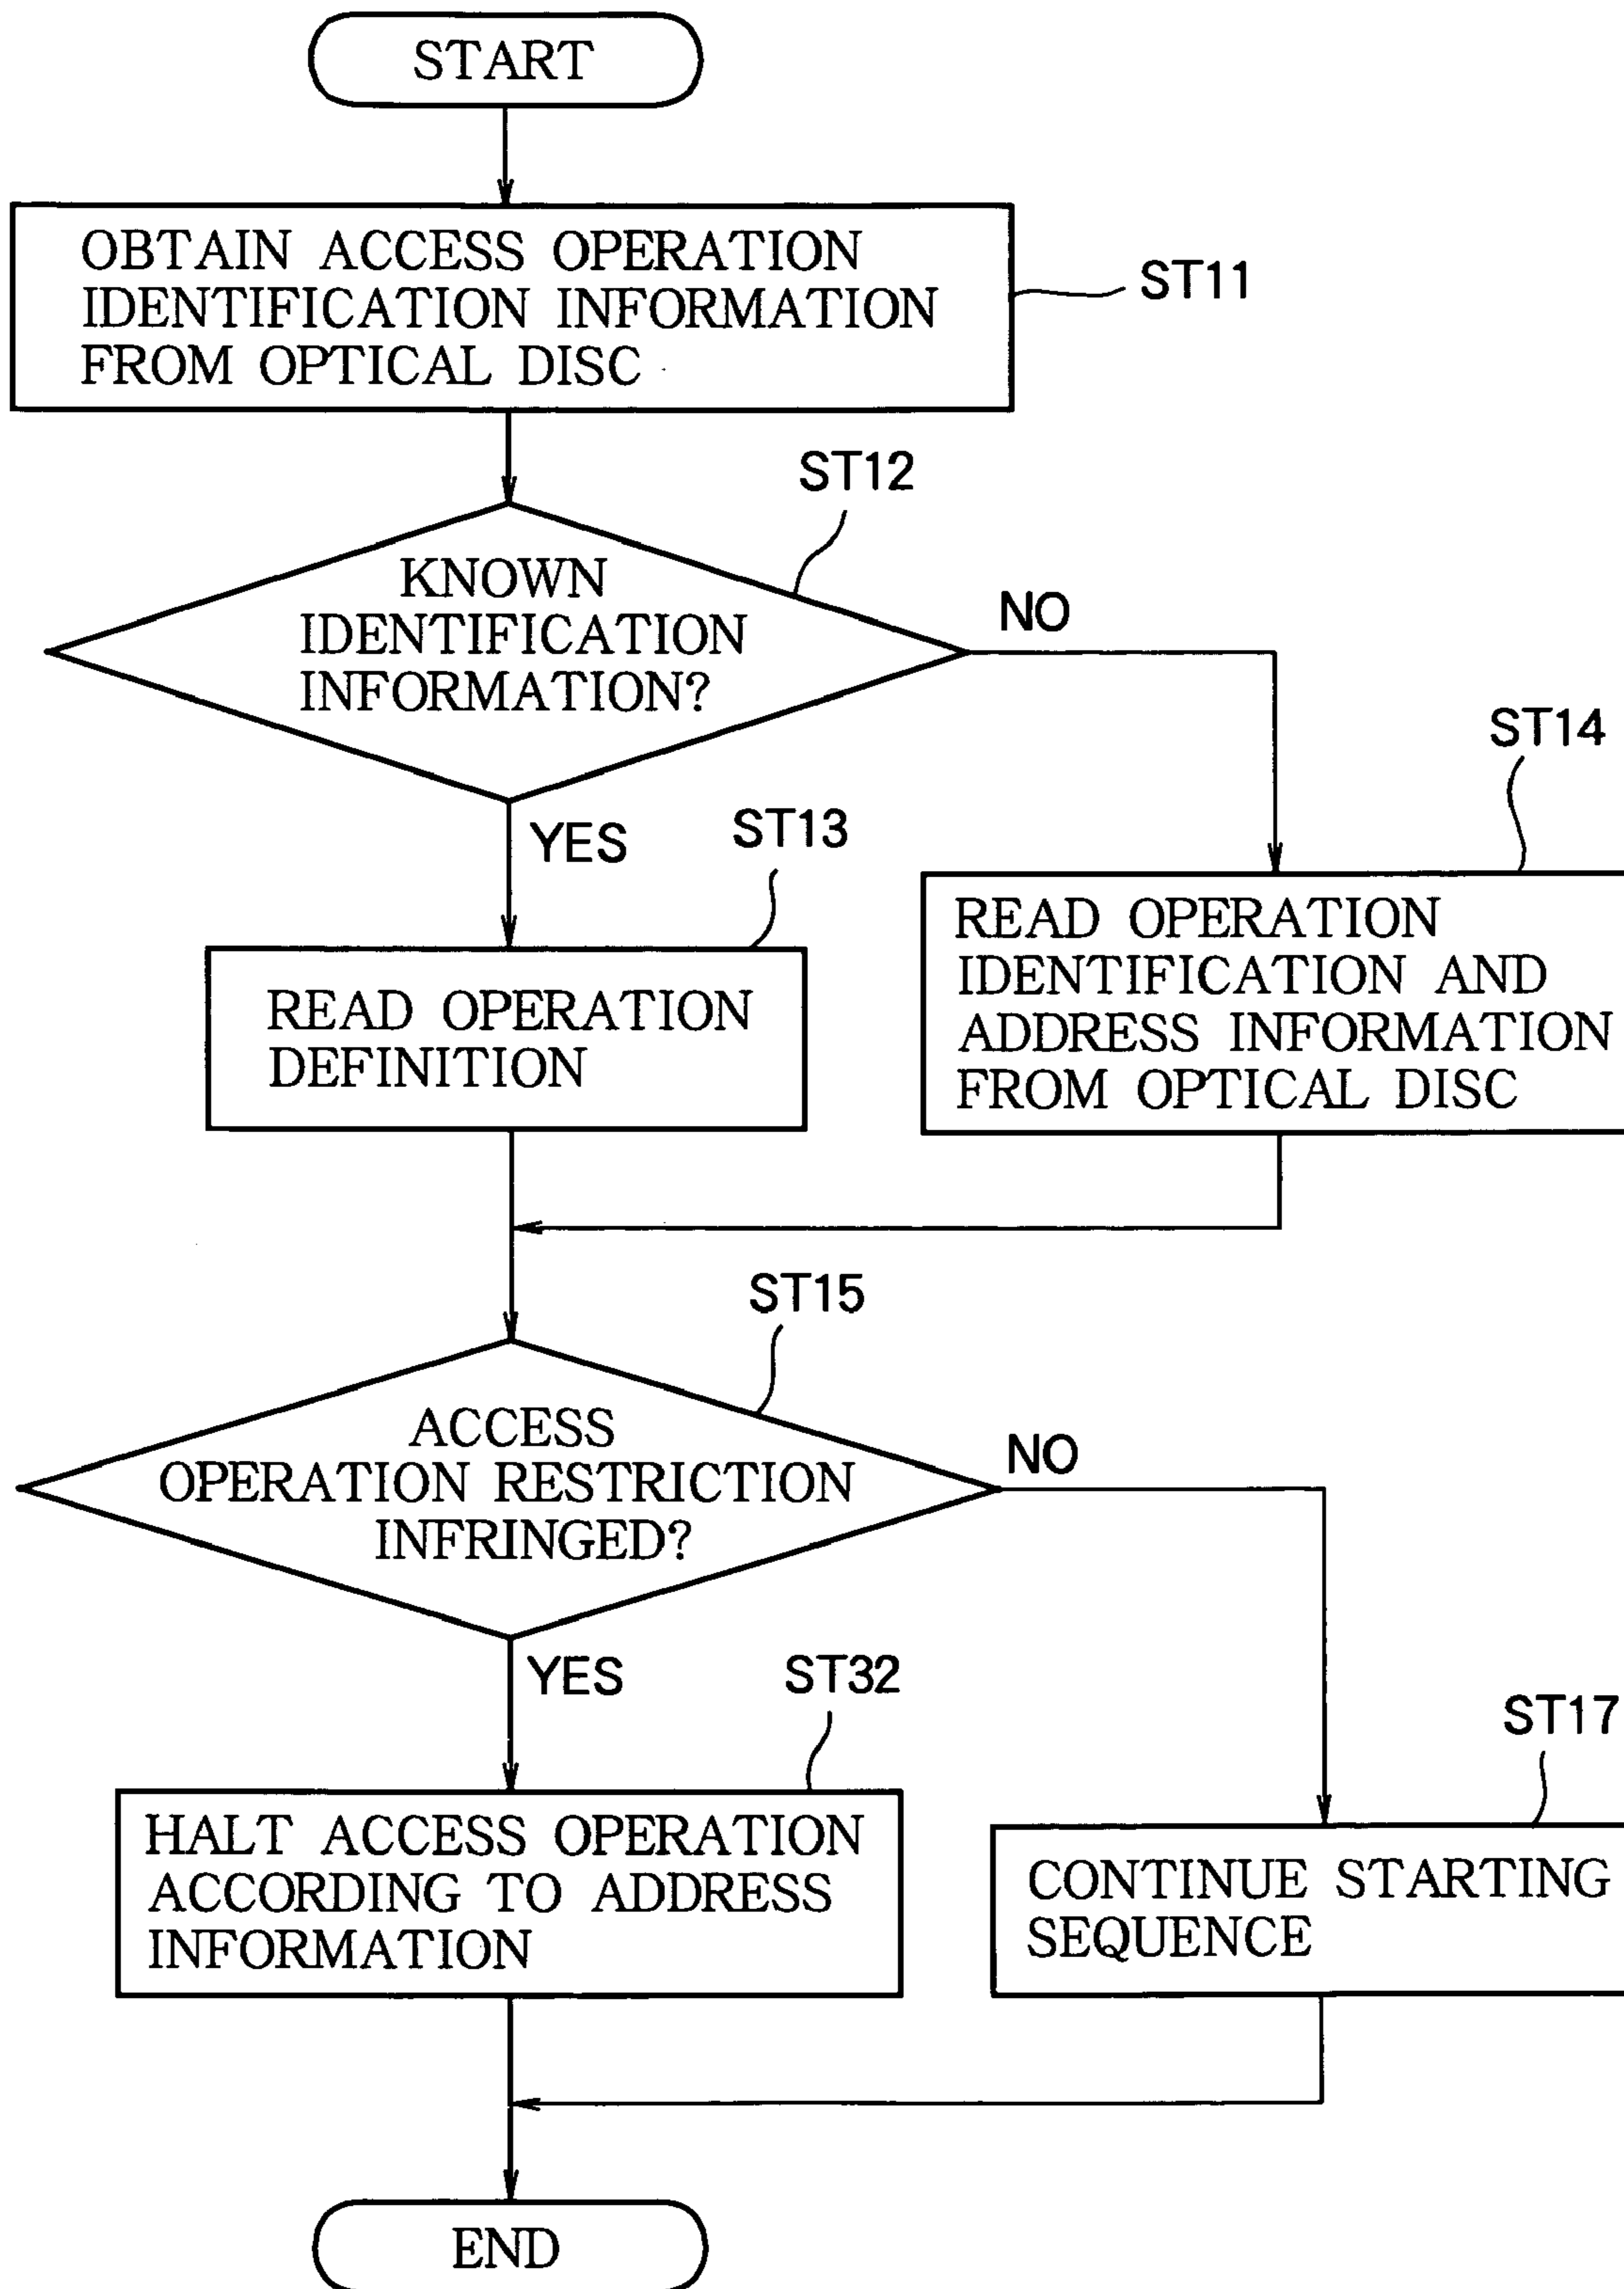 START
OBTAIN ACCESS OPERATION
IDENTIFICATION INFORMATION
FROM OPTICAL DISC
ST11
ST12
KNOWN
IDENTIFICATION
INFORMATION?
NO
YES
ST13
ST14
READ OPERATION
DEFINITION
READ OPERATION
IDENTIFICATION AND
ADDRESS INFORMATION
FROM OPTICAL DISC
ST15
ACCESS
OPERATION RESTRICTION
INFRINGED?
NO
YES
ST32
ST17
HALT ACCESS OPERATION
ACCORDING TO ADDRESS
INFORMATION
CONTINUE STARTING
SEQUENCE
END